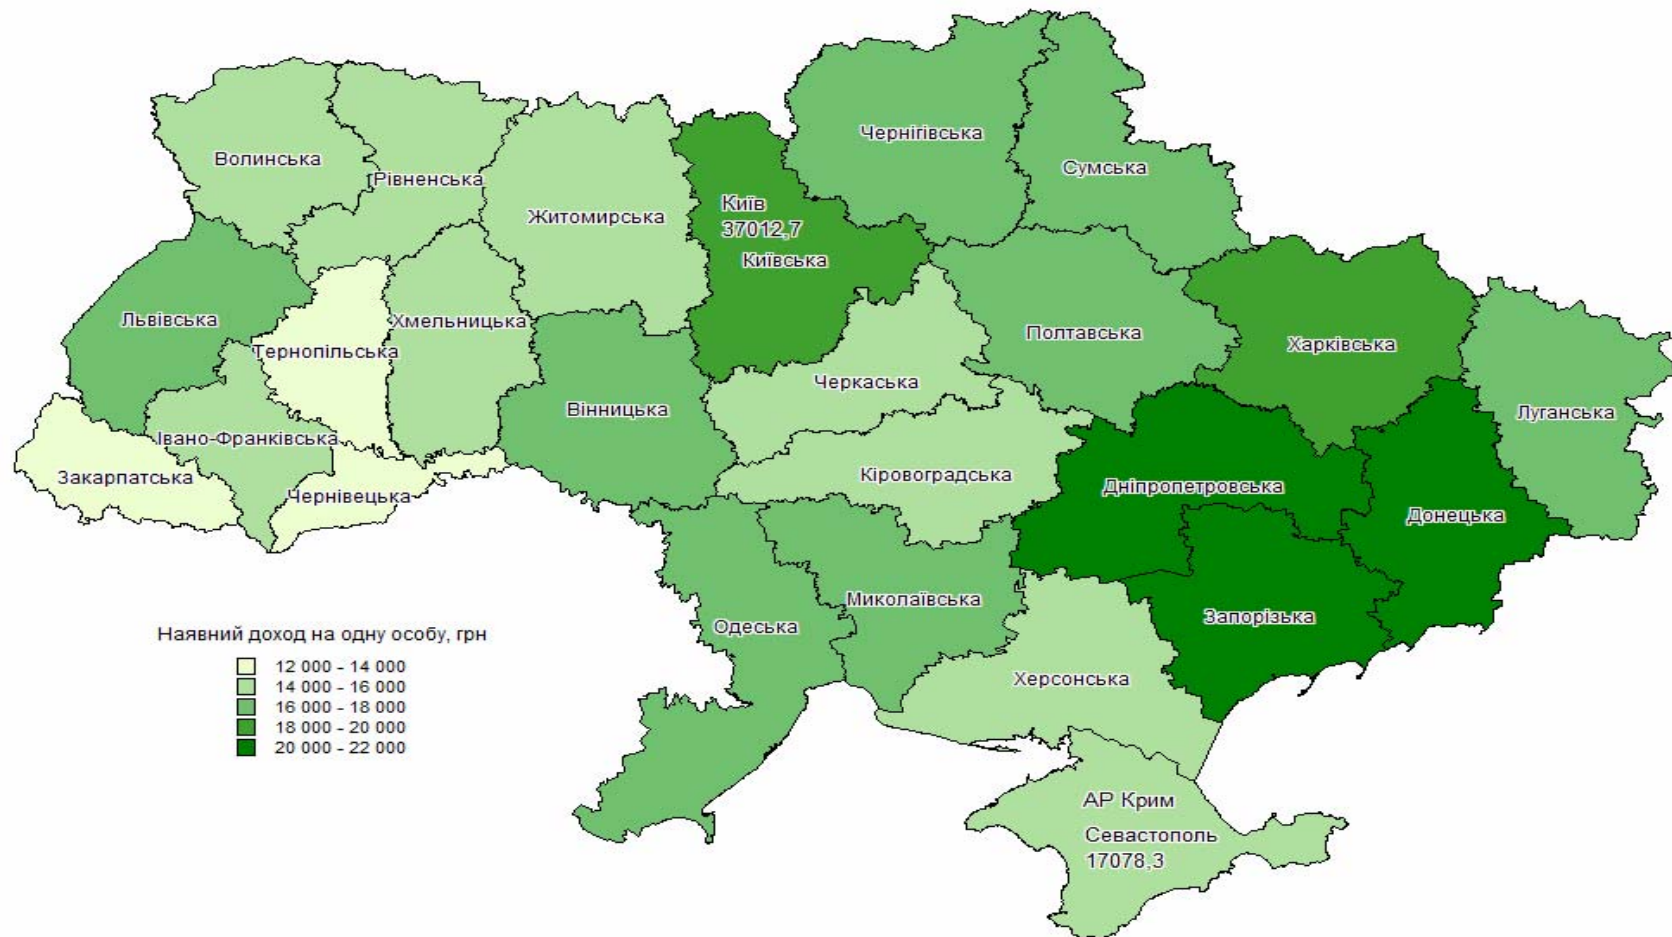 Чернігівська
Волинська
Сумська
Рівненська
Київ
37012,7
Житомирська
Київська
Львівська
Хмельницька
Полтавська
Харківська
Тернопільська
Черкаська
Вінницька
Луганська
Івано-Франківська
Закарпатська
Кіровоградська
Дніпропетровська
Чернівецька
Донецька
Миколаївська
Запорізька
Одеська
Наявний доход на одну особу, грн
12 000 - 14 000
14 000 - 16 000
16 000 - 18 000
18 000 - 20 000
20 000 - 22 000
Херсонська
АР Крим
Севастополь
17078,3